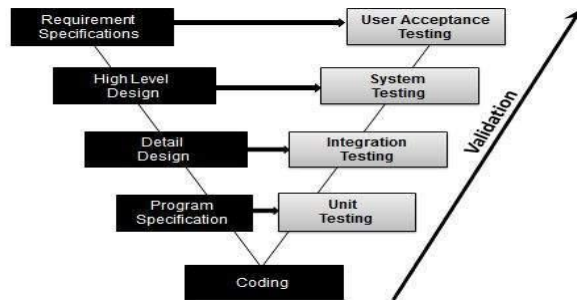 Requirement
Specifications
User Acceptance
Testing
High Level
Design
System
Testing
Detail
Design
Integration
Testing
Program
Specification
Unit
Testing
Coding
Validation